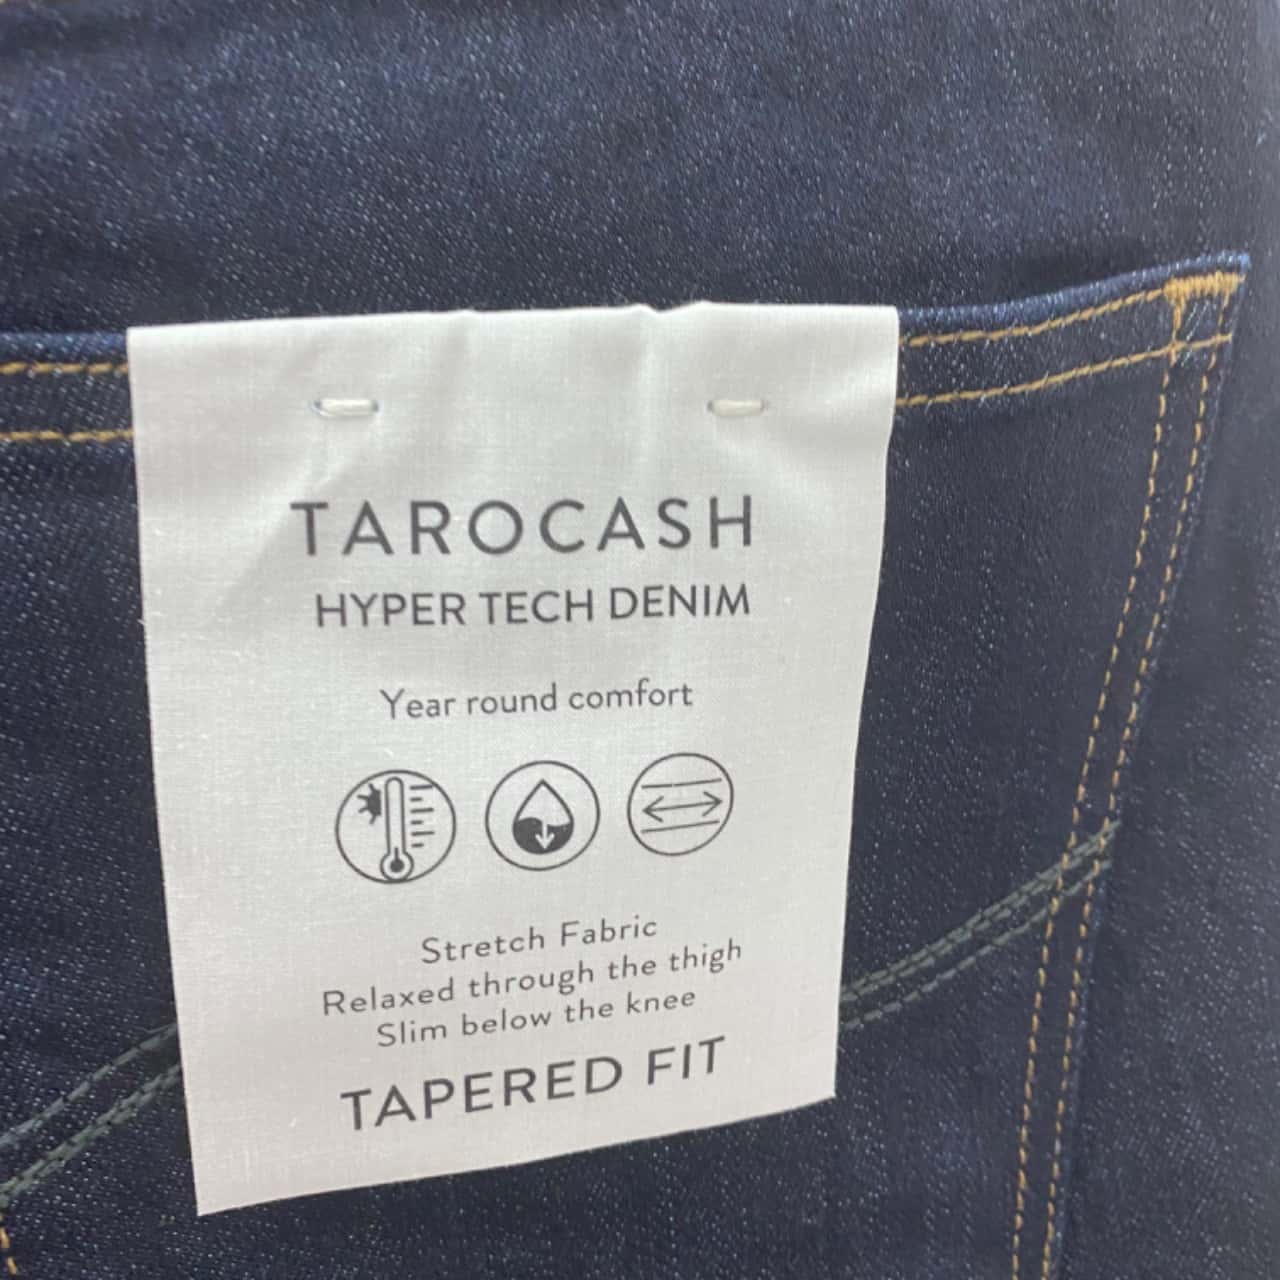 TAROCASH
HYPER TECH DENIM
Year round comfort
Stretch Fabric
Relaxed through the thigh
Slim below the knee
TAPERED FIT